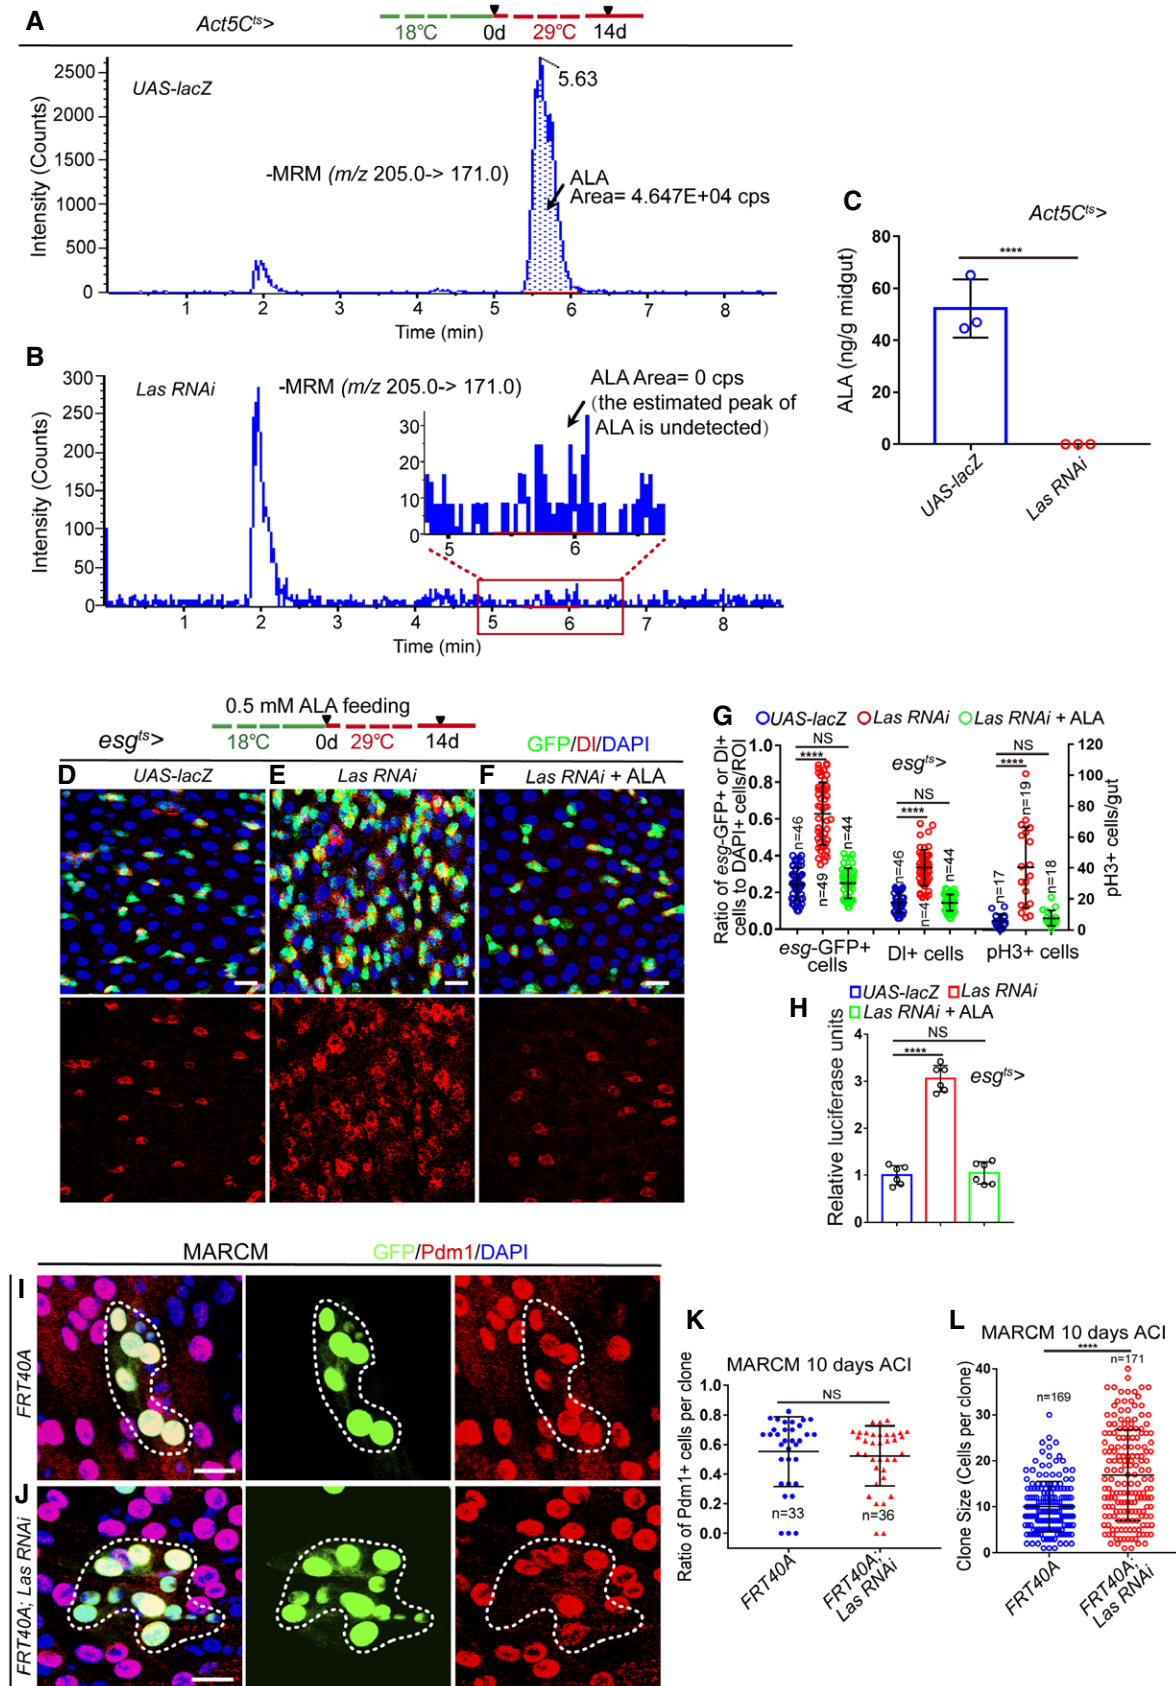 A
Act5Cts>
18°C
0d
29°C
14d
UAS-lacZ
5.63
-MRM (m/z 205.0-> 171.0)
ALA
Area= 4.647E+04 cps
Intensity (Counts)
2500
2000
1500
1000
500
0
1 2 3 4 5 6 7 8
Time (min)
B
Las RNAi
-MRM (m/z 205.0-> 171.0)
ALA Area= 0 cps
(the estimated peak of
ALA is undetected)
Intensity (Counts)
300
250
200
150
100
50
0
30
20
10
0
5 6
1 2 3 4 5 6 7 8
Time (min)
C
Act5Cts>
****
ALA (ng/g midgut)
80
60
40
20
0
UAS-lacZ
Las RNAi
0.5 mM ALA feeding
esgts>
18°C
0d
29°C
14d
GFP/Dl/DAPI
D
UAS-lacZ
E
Las RNAi
F
Las RNAi + ALA
G
UAS-lacZ
Las RNAi
Las RNAi + ALA
Ratio of esg-GFP+ or Dl+
cells to DAPI+ cells/ROI
1.0
0.8
0.6
0.4
0.2
0.0
NS
****
esgts>
NS
****
NS
****
n=46
n=49
n=44
n=46
n=4
n=44
n=17
n=19
n=18
120
100
80
60
40
20
0
pH3+ cells/gut
esg-GFP+
cells
Dl+ cells
pH3+ cells
H
UAS-lacZ
Las RNAi
Las RNAi + ALA
NS
****
esgts>
Relative luciferase units
4
3
2
1
0
MARCM
GFP/Pdm1/DAPI
I
FRT40A
J
FRT40A; Las RNAi
K
MARCM 10 days ACI
NS
Ratio of Pdm1+ cells per clone
1.0
0.8
0.6
0.4
0.2
0.0
n=33
n=36
FRT40A
FRT40A;
Las RNAi
L
MARCM 10 days ACI
****
n=171
n=169
Clone Size (Cells per clone)
40
30
20
10
0
FRT40A
FRT40A;
Las RNAi